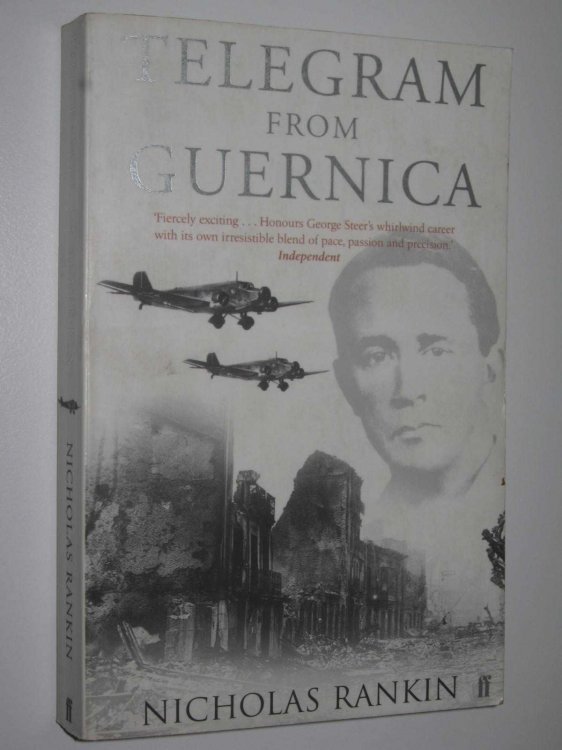 TELEGRAM
FROM
GUERNICA
'Fiercely exciting . . . Honours George Steer's whirlwind career
with its own irresistible blend of pace, passion and precision.'
Independent
NICHOLAS RANKIN
ff
NICHOLAS RANKIN
ff